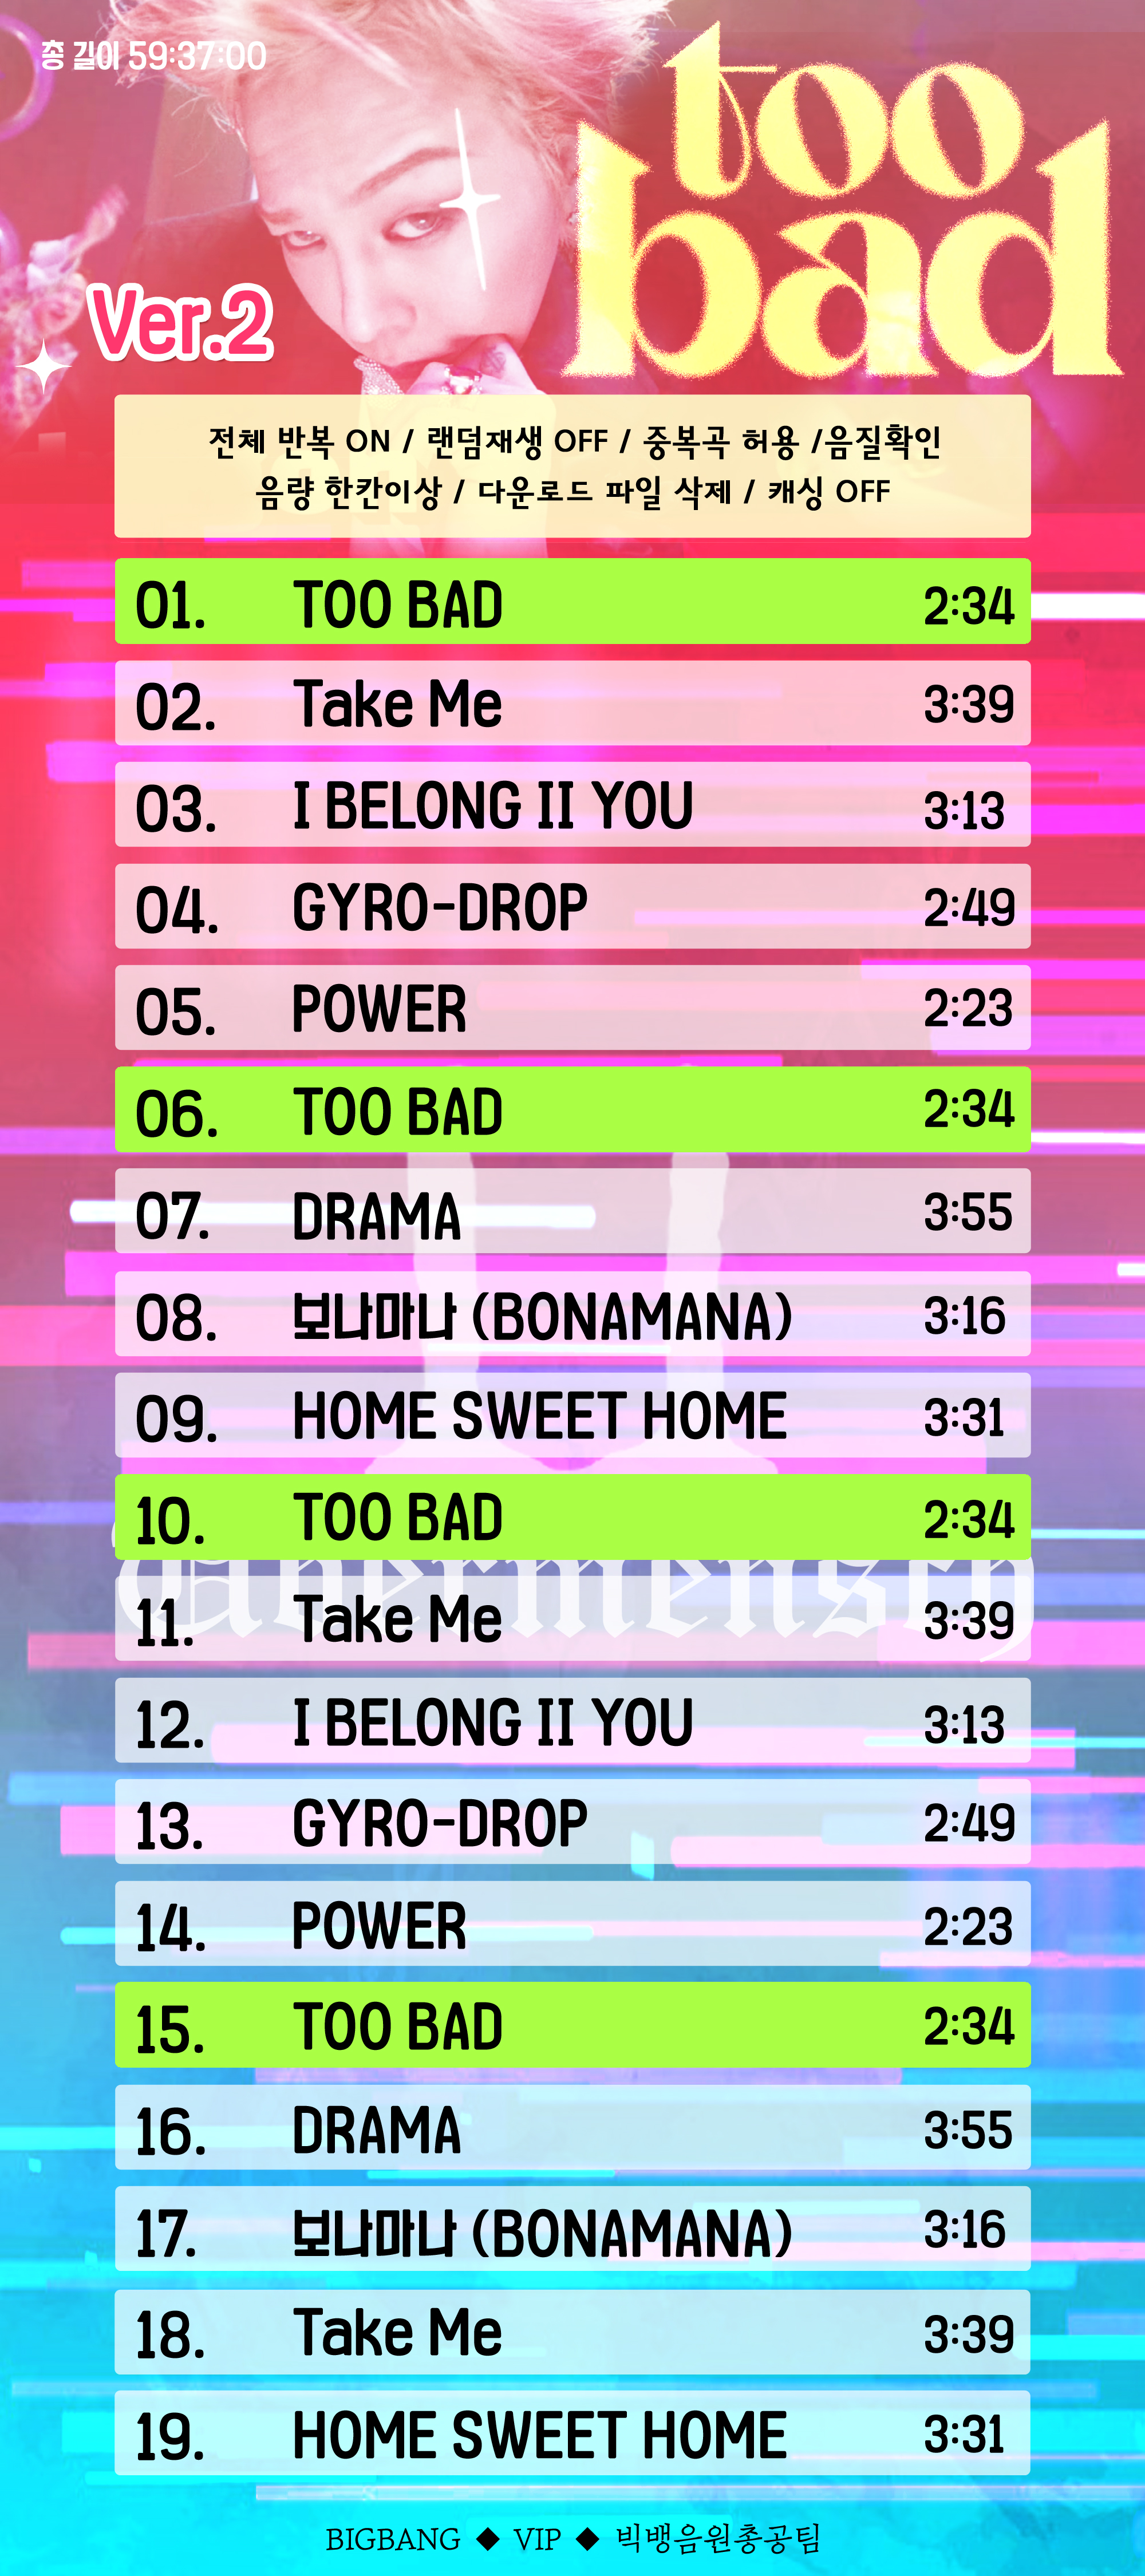 총 길이 59:37:00
too
bad
Ver.2
전체 반복 ON / 랜덤재생 OFF / 중복곡 허용 /음질확인
음량 한칸이상 / 다운로드 파일 삭제 / 캐싱 OFF
01. TOO BAD 2:34
02. Take Me 3:39
03. I BELONG II YOU 3:13
04. GYRO-DROP 2:49
05. POWER 2:23
06. TOO BAD 2:34
07. DRAMA 3:55
08. 보나마나 (BONAMANA) 3:16
09. HOME SWEET HOME 3:31
10. TOO BAD 2:34
Übermensch
11. Take Me 3:39
12. I BELONG II YOU 3:13
13. GYRO-DROP 2:49
14. POWER 2:23
15. TOO BAD 2:34
16. DRAMA 3:55
17. 보나마나 (BONAMANA) 3:16
18. Take Me 3:39
19. HOME SWEET HOME 3:31
BIGBANG ◆ VIP ◆ 빅뱅음원총공팀